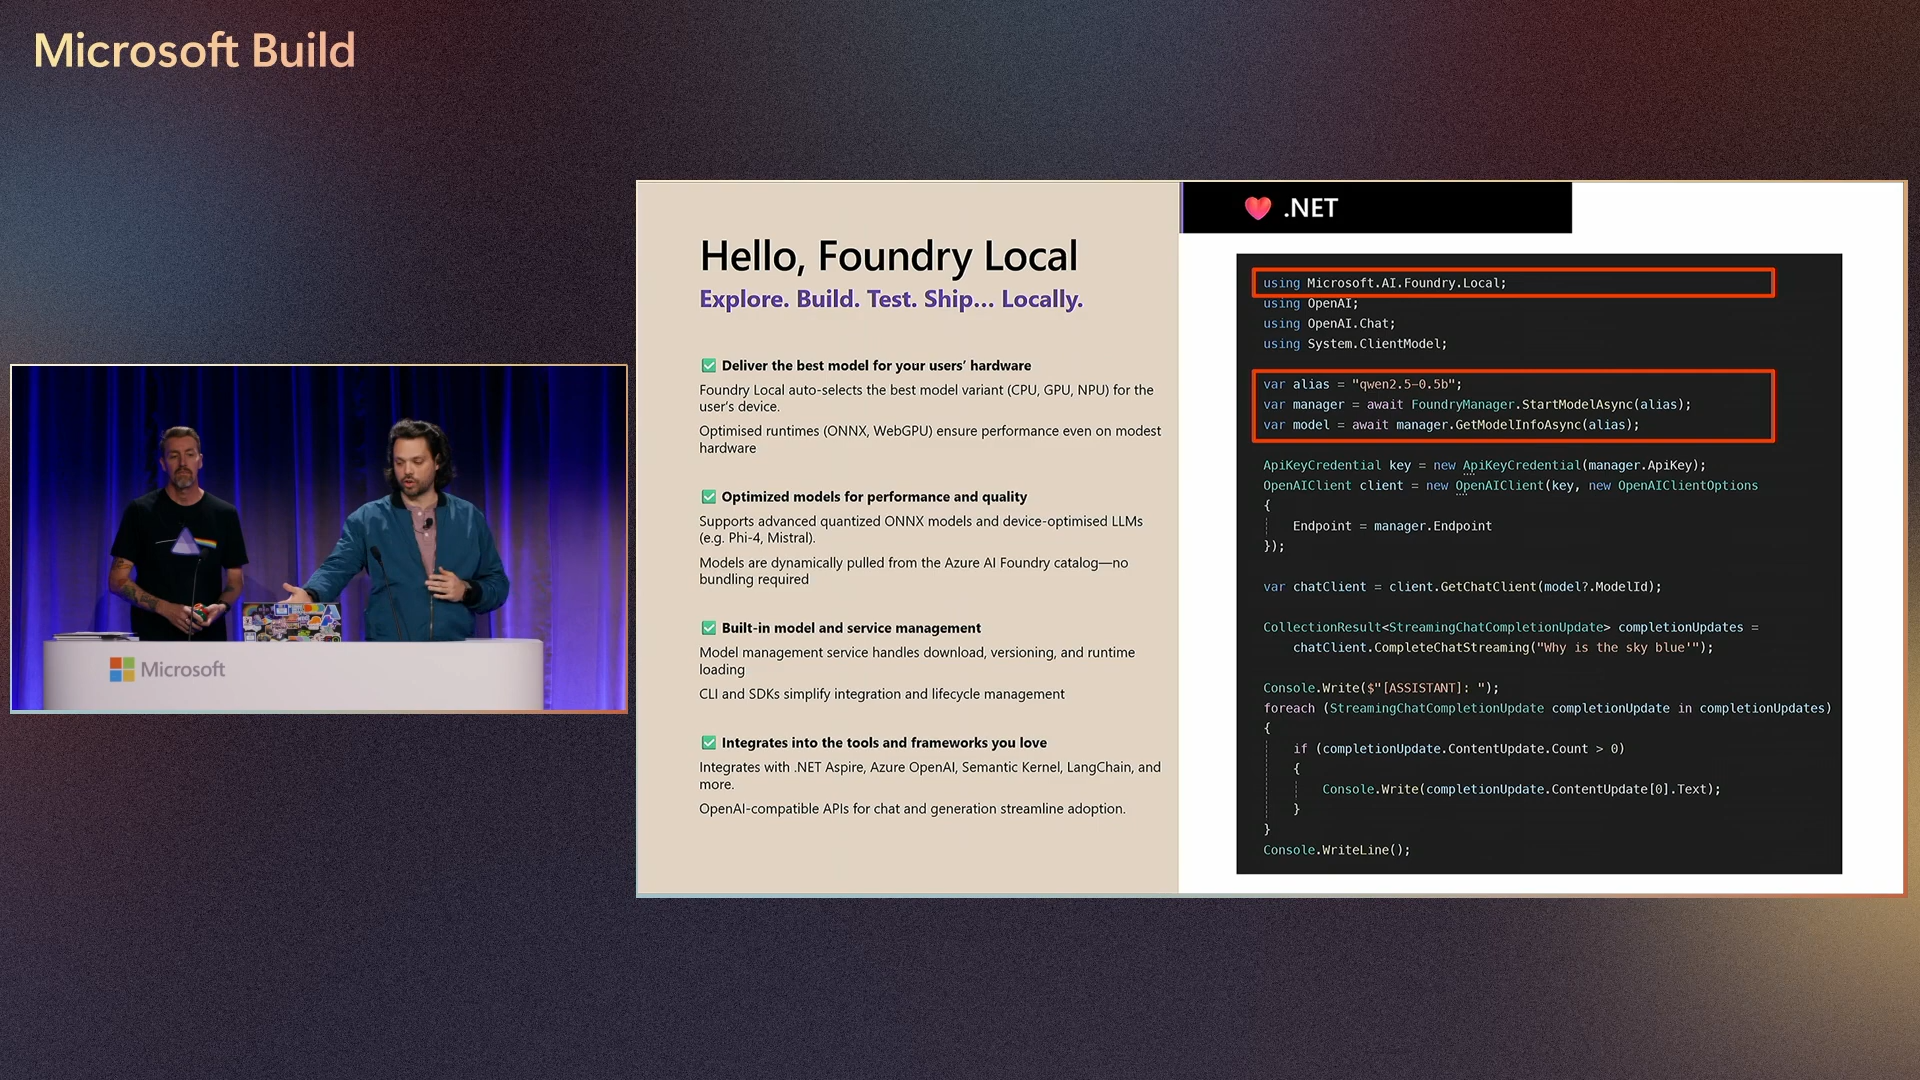 Microsoft Build
Microsoft
Hello, Foundry Local
Explore. Build. Test. Ship... Locally.
✅ Deliver the best model for your users’ hardware
Foundry Local auto-selects the best model variant (CPU, GPU, NPU) for the
user’s device.
Optimised runtimes (ONNX, WebGPU) ensure performance even on modest
hardware
✅ Optimized models for performance and quality
Supports advanced quantized ONNX models and device-optimised LLMs
(e.g. Phi-4, Mistral).
Models are dynamically pulled from the Azure AI Foundry catalog—no
bundling required
✅ Built-in model and service management
Model management service handles download, versioning, and runtime
loading
CLI and SDKs simplify integration and lifecycle management
✅ Integrates into the tools and frameworks you love
Integrates with .NET Aspire, Azure OpenAI, Semantic Kernel, LangChain, and
more.
OpenAI-compatible APIs for chat and generation streamline adoption.
❤️ .NET
using Microsoft.AI.Foundry.Local;
using OpenAI;
using OpenAI.Chat;
using System.ClientModel;
var alias = "qwen2.5-0.5b";
var manager = await FoundryManager.StartModelAsync(alias);
var model = await manager.GetModelInfoAsync(alias);
ApiKeyCredential key = new ApiKeyCredential(manager.ApiKey);
OpenAIClient client = new OpenAIClient(key, new OpenAIClientOptions
{
Endpoint = manager.Endpoint
});
var chatClient = client.GetChatClient(model?.ModelId);
CollectionResult<StreamingChatCompletionUpdate> completionUpdates =
chatClient.CompleteChatStreaming("Why is the sky blue'");
Console.Write($"[ASSISTANT]: ");
foreach (StreamingChatCompletionUpdate completionUpdate in completionUpdates)
{
if (completionUpdate.ContentUpdate.Count > 0)
{
Console.Write(completionUpdate.ContentUpdate[0].Text);
}
}
Console.WriteLine();